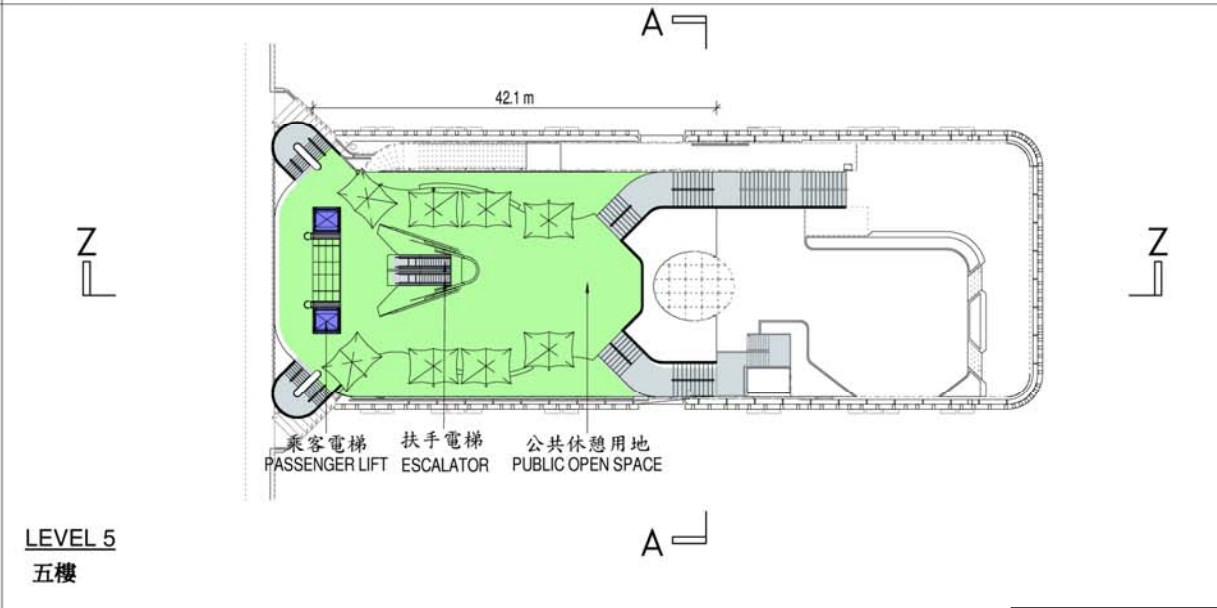 A
42.1 m
Z
Z
乘客電梯
PASSENGER LIFT
扶手電梯
ESCALATOR
公共休憩用地
PUBLIC OPEN SPACE
A
LEVEL 5
五樓